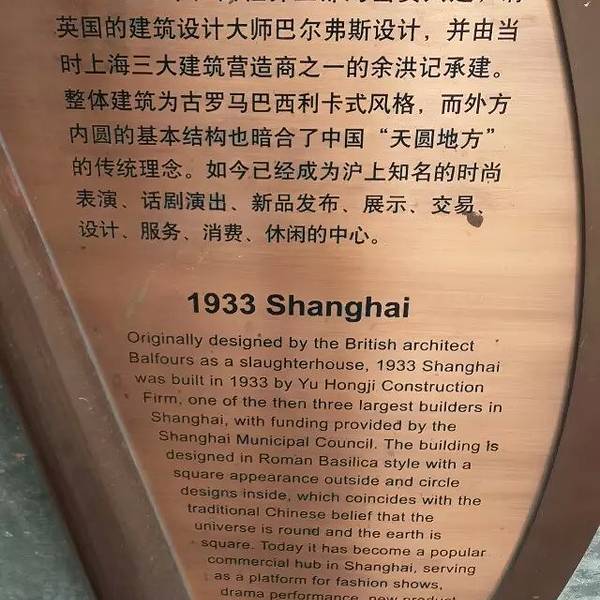 英国的建筑设计大师巴尔弗斯设计，并由当
时上海三大建筑营造商之一的余洪记承建。
整体建筑为古罗马巴西利卡式风格，而外方
内圆的基本结构也暗合了中国“天圆地方”
的传统理念。如今已经成为沪上知名的时尚
表演、话剧演出、新品发布、展示、交易、
设计、服务、消费、休闲的中心。
1933 Shanghai
Originally designed by the British architect
Balfours as a slaughterhouse, 1933 Shanghai
was built in 1933 by Yu Hongji Construction
Firm, one of the then three largest builders in
Shanghai, with funding provided by the
Shanghai Municipal Council. The building is
designed in Roman Basilica style with a
square appearance outside and circle
designs inside, which coincides with the
traditional Chinese belief that the
universe is round and the earth is
square. Today it has become a popular
commercial hub in Shanghai, serving
as a platform for fashion shows,
drama performance, new product